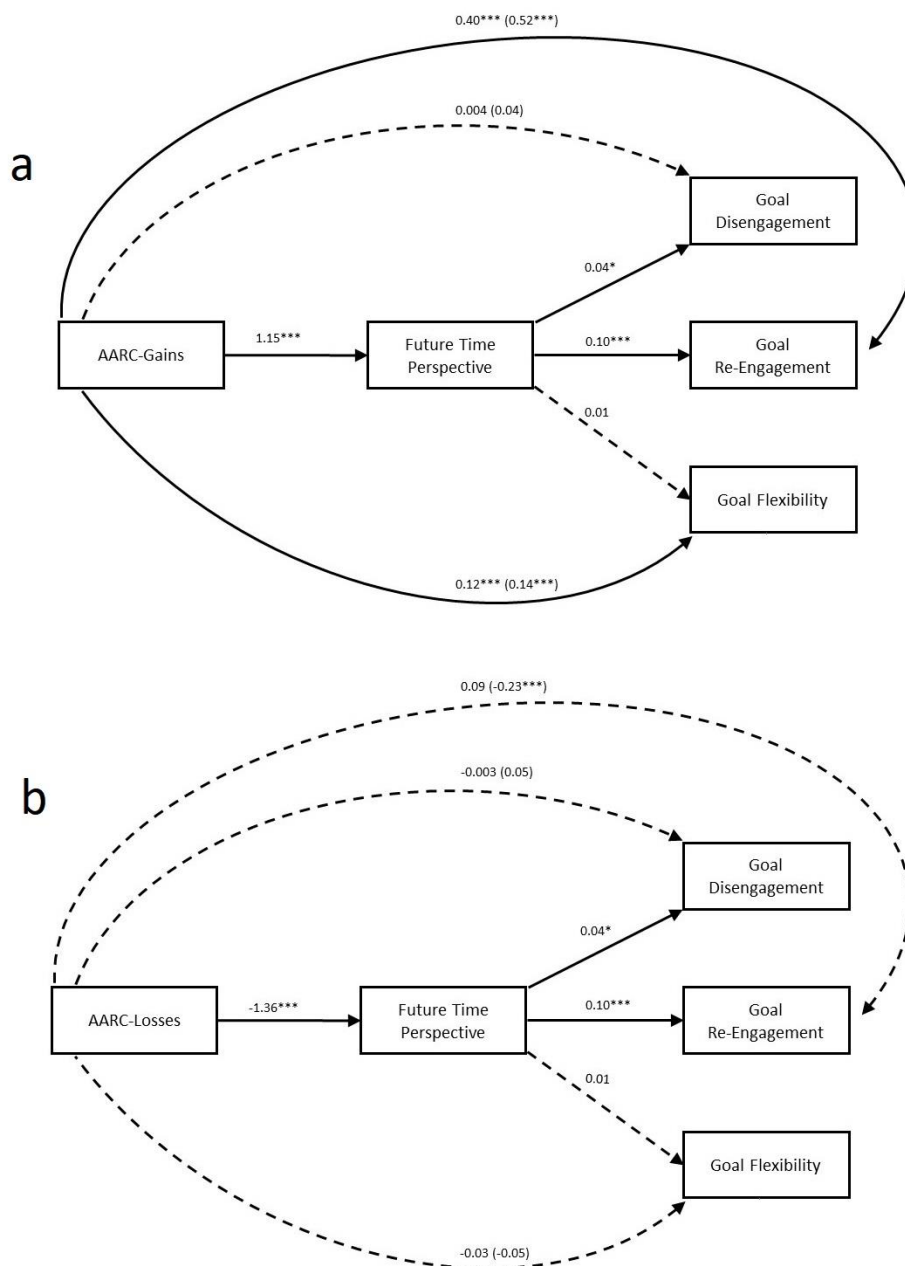 0.40*** (0.52***)
0.004 (0.04)
a
Goal
Disengagement
0.04*
AARC-Gains
1.15***
Future Time
Perspective
0.10***
Goal
Re-Engagement
0.01
Goal Flexibility
0.12*** (0.14***)
0.09 (-0.23***)
-0.003 (0.05)
b
Goal
Disengagement
0.04*
AARC-Losses
-1.36***
Future Time
Perspective
0.10***
Goal
Re-Engagement
0.01
Goal Flexibility
-0.03 (-0.05)